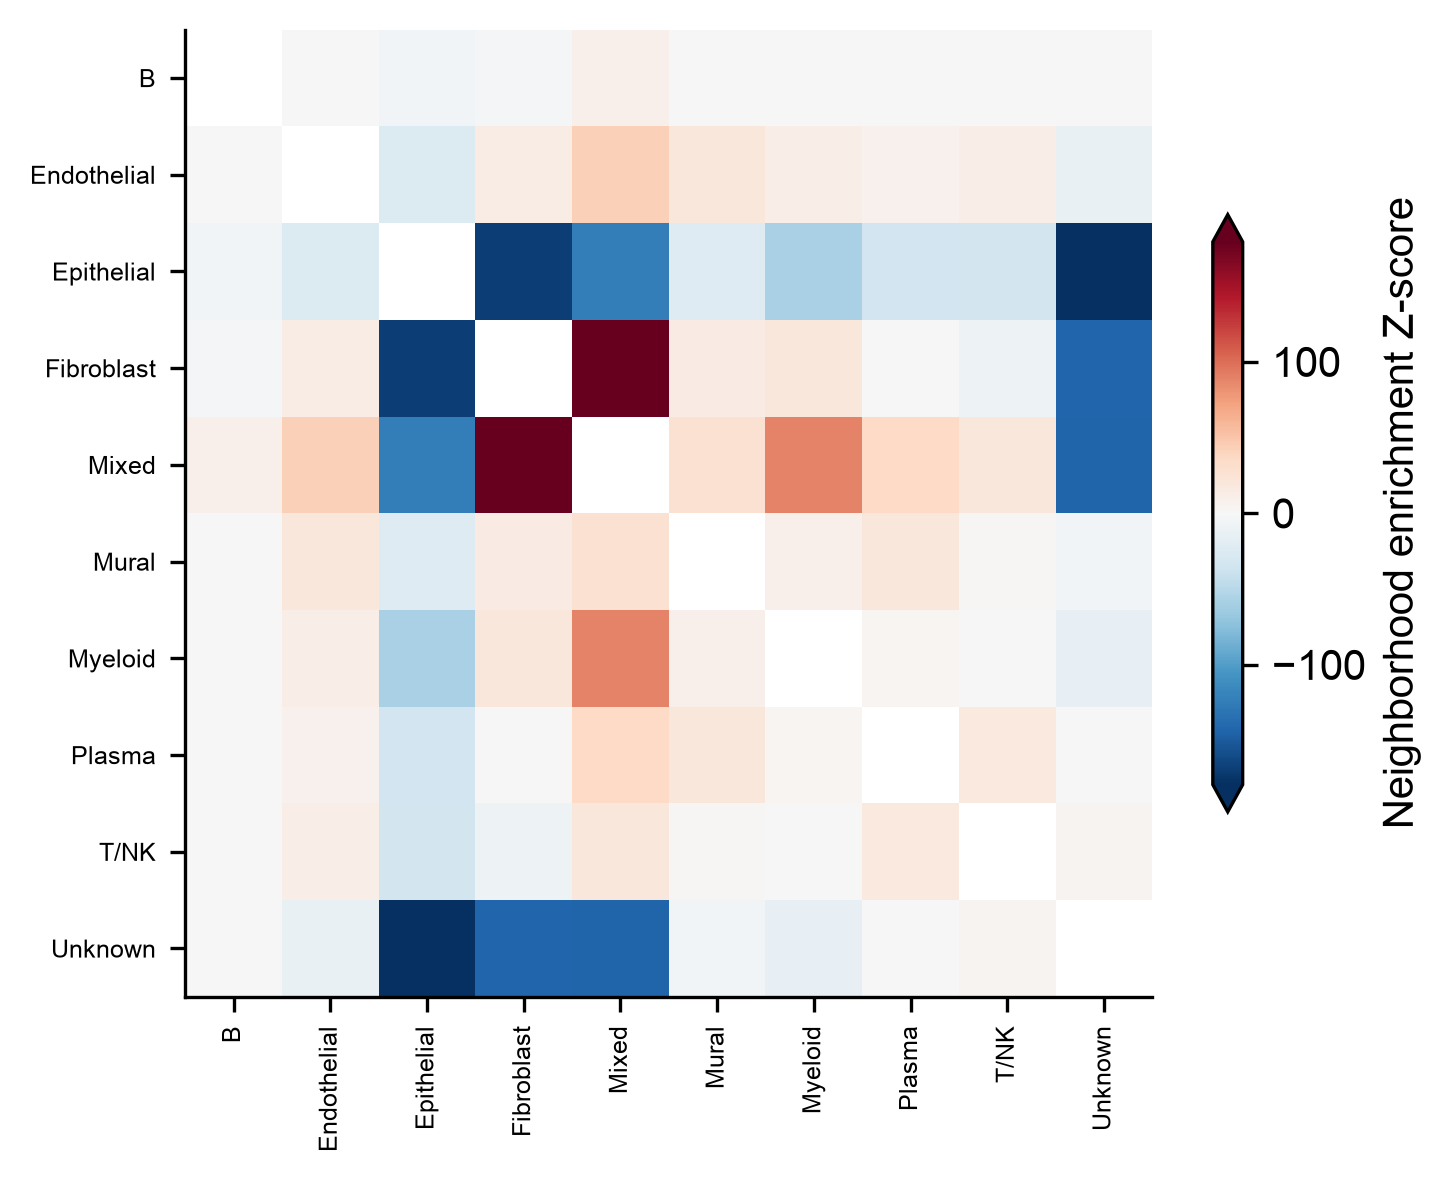 B
Endothelial
Epithelial
Fibroblast
Mixed
Mural
Myeloid
Plasma
T/NK
Unknown
B
Endothelial
Epithelial
Fibroblast
Mixed
Mural
Myeloid
Plasma
T/NK
Unknown
100
0
−100
Neighborhood enrichment Z-score